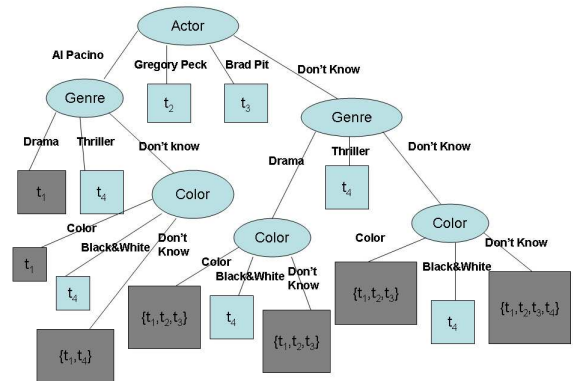 Actor
Al Pacino
Gregory Peck
Brad Pit
Don't Know
Genre
t2
t3
Genre
Drama
Thriller
Don't know
Drama
Thriller
Don't Know
t1
t4
Color
t4
Color
Color
Black&White
Don't
Know
Color
Color
Black&White
Don't
Know
Color
Black&White
Don't Know
t1
t4
{t1,t4}
{t1,t2,t3}
t4
{t1,t2,t3}
{t1,t2,t3}
t4
{t1,t2,t3,t4}